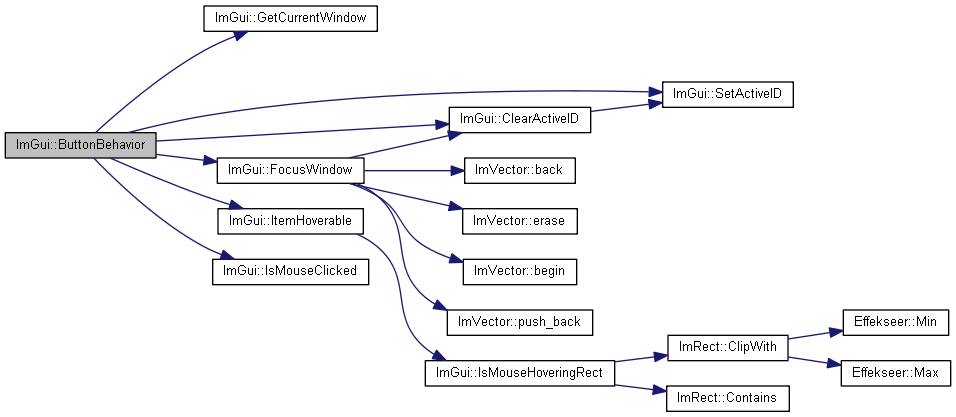 ImGui::GetCurrentWindow
ImGui::SetActiveID
ImGui::ClearActiveID
ImGui::ButtonBehavior
ImGui::FocusWindow
ImVector::back
ImGui::ItemHoverable
ImVector::erase
ImGui::IsMouseClicked
ImVector::begin
ImVector::push_back
Effekseer::Min
ImRect::ClipWith
ImGui::IsMouseHoveringRect
Effekseer::Max
ImRect::Contains